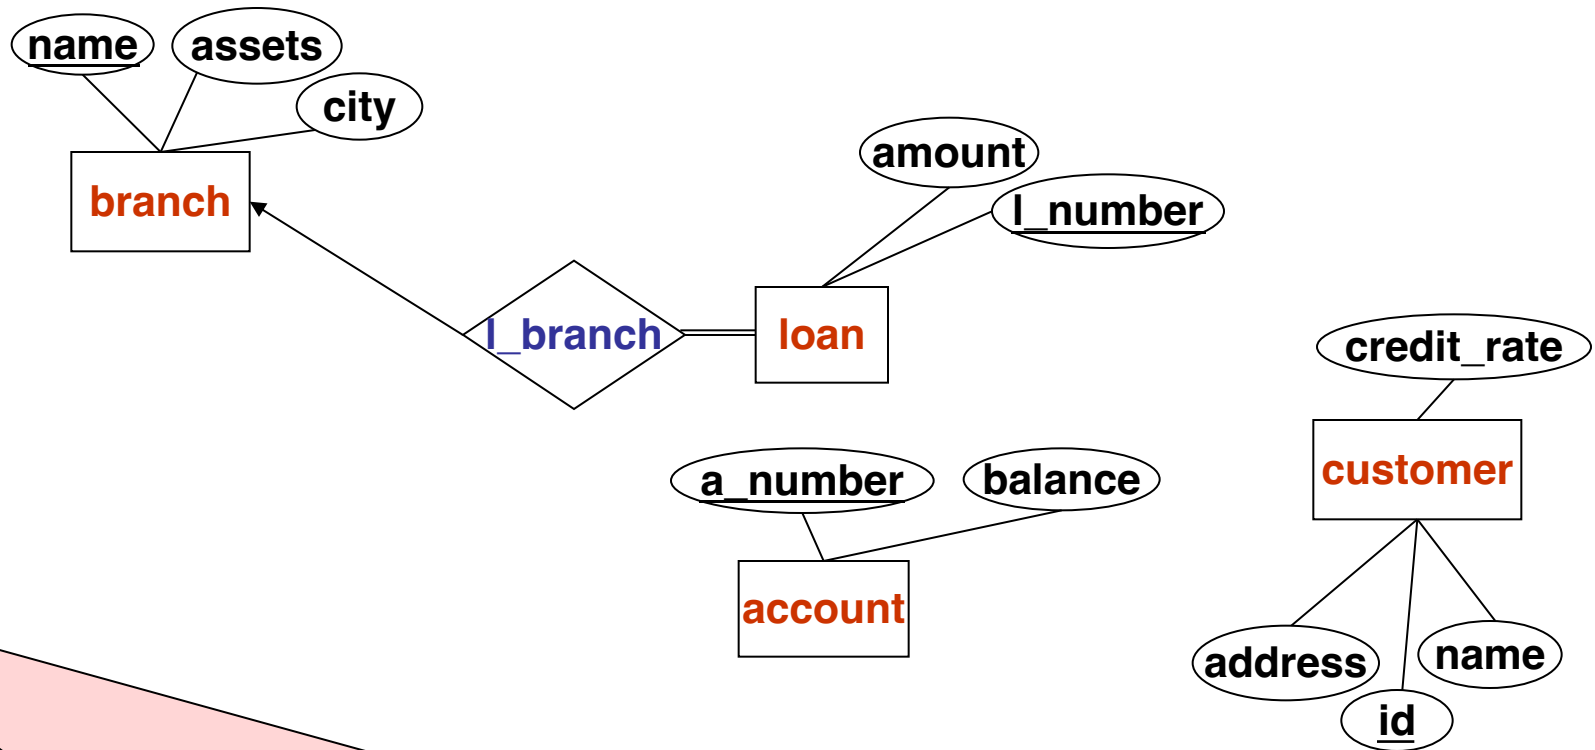 name
assets
city
branch
amount
l_number
l_branch
loan
credit_rate
customer
a_number
balance
account
address
name
id